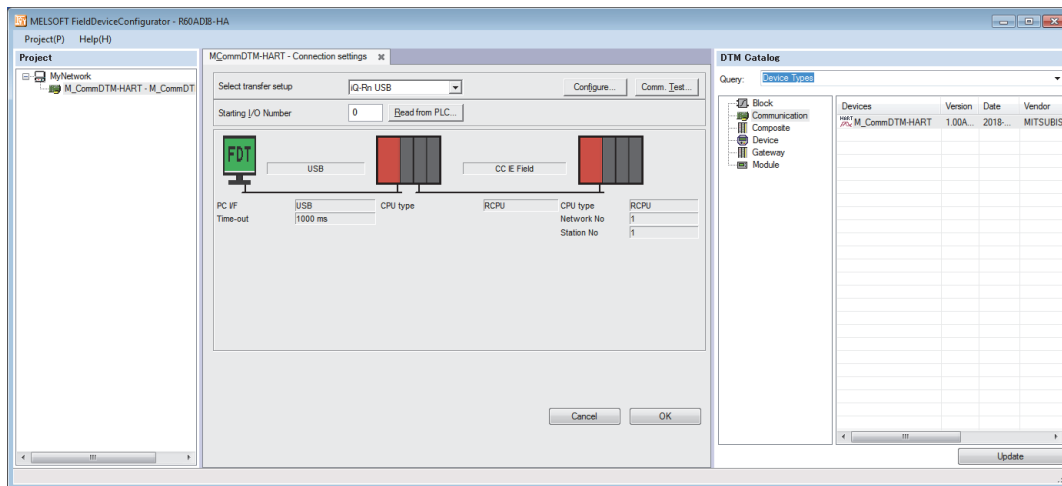 MELSOFT FieldDeviceConfigurator - R60ADI8-HA
Project(P) Help(H)
Project
MyNetwork
M_CommDTM-HART - M_CommDT
MCommDTM-HART - Connection settings
Select transfer setup
iQ-Rn USB
Configure...
Comm. Test...
Starting I/O Number
0
Read from PLC...
FDT
USB
CC IE Field
PC I/F
USB
CPU type
RCPU
CPU type
RCPU
Time-out
1000 ms
Network No
1
Station No
1
Cancel
OK
DTM Catalog
Query:
Device Types
Block
Communication
Composite
Device
Gateway
Module
Devices Version Date Vendor
HART M_CommDTM-HART 1.00A... 2018-... MITSUBIS
Update